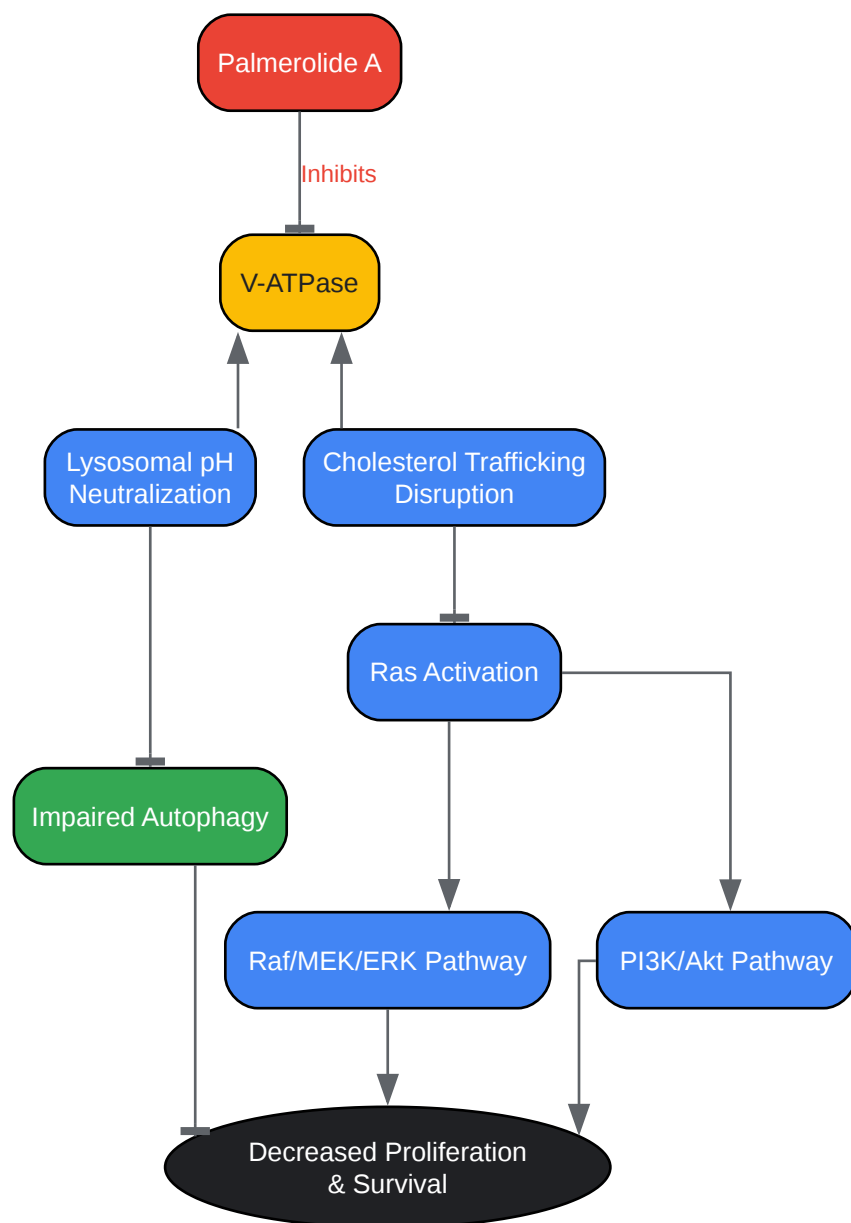 Palmerolide A
Inhibits
V-ATPase
Lysosomal pH
Neutralization
Cholesterol Trafficking
Disruption
Ras Activation
Impaired Autophagy
Raf/MEK/ERK Pathway
PI3K/Akt Pathway
Decreased Proliferation
& Survival